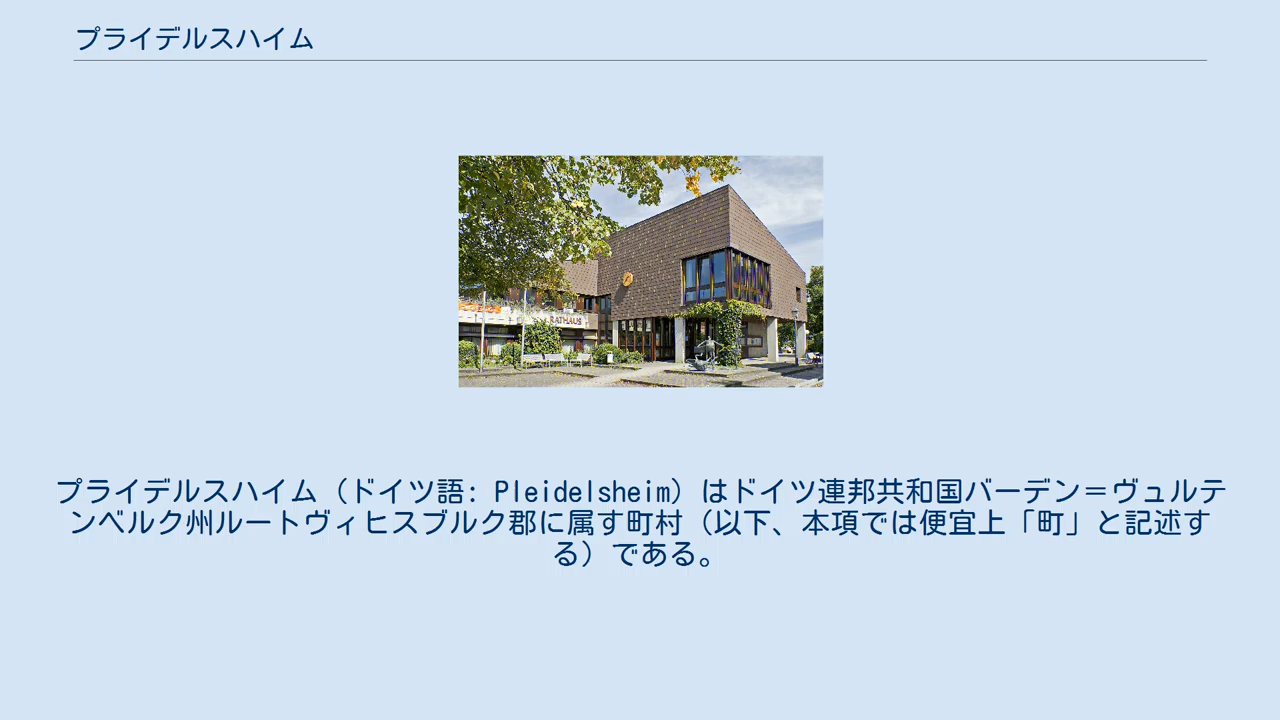 プライデルスハイム
RATHAUS
プライデルスハイム（ドイツ語: Pleidelsheim）はドイツ連邦共和国バーデン＝ヴュルテ
ンベルク州ルートヴィヒスブルク郡に属す町村（以下、本項では便宜上「町」と記述す
る）である。